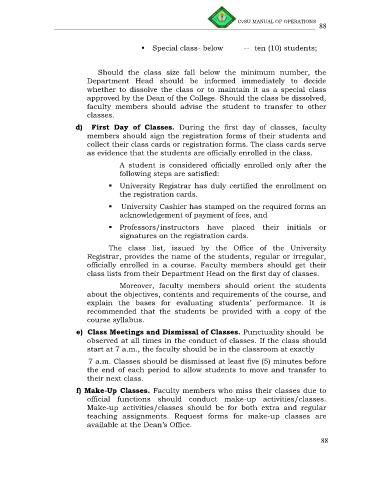 CvSU MANUAL OF OPERATIONS
88
▪ Special class- below -- ten (10) students;
Should the class size fall below the minimum number, the
Department Head should be informed immediately to decide
whether to dissolve the class or to maintain it as a special class
approved by the Dean of the College. Should the class be dissolved,
faculty members should advise the student to transfer to other
classes.
d) First Day of Classes. During the first day of classes, faculty
members should sign the registration forms of their students and
collect their class cards or registration forms. The class cards serve
as evidence that the students are officially enrolled in the class.
A student is considered officially enrolled only after the
following steps are satisfied:
▪ University Registrar has duly certified the enrollment on
the registration cards.
▪ University Cashier has stamped on the required forms an
acknowledgement of payment of fees, and
▪ Professors/instructors have placed their initials or
signatures on the registration cards.
The class list, issued by the Office of the University
Registrar, provides the name of the students, regular or irregular,
officially enrolled in a course. Faculty members should get their
class lists from their Department Head on the first day of classes.
Moreover, faculty members should orient the students
about the objectives, contents and requirements of the course, and
explain the bases for evaluating students' performance. It is
recommended that the students be provided with a copy of the
course syllabus.
e) Class Meetings and Dismissal of Classes. Punctuality should be
observed at all times in the conduct of classes. If the class should
start at 7 a.m., the faculty should be in the classroom at exactly
7 a.m. Classes should be dismissed at least five (5) minutes before
the end of each period to allow students to move and transfer to
their next class.
f) Make-Up Classes. Faculty members who miss their classes due to
official functions should conduct make-up activities/classes.
Make-up activities/classes should be for both extra and regular
teaching assignments. Request forms for make-up classes are
available at the Dean's Office.
88